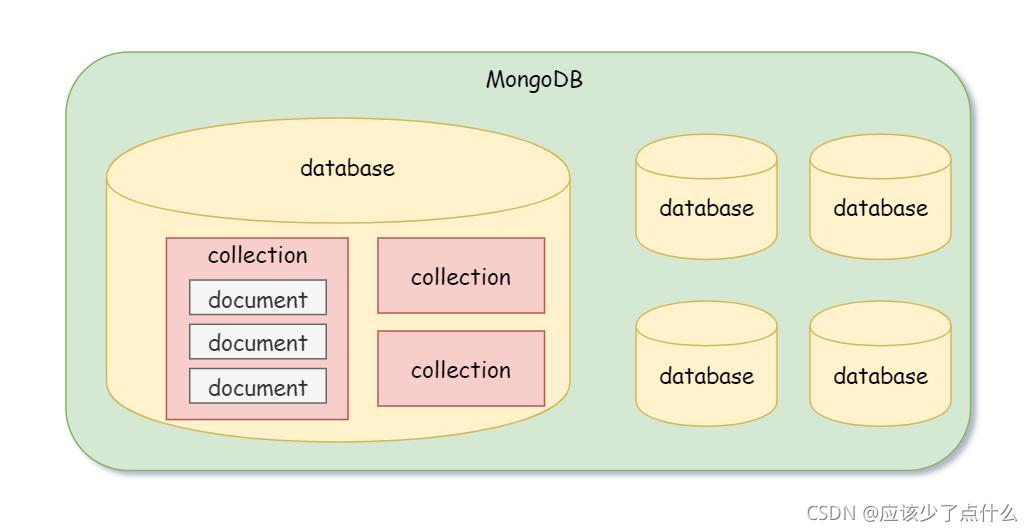 MongoDB
database
collection
document
document
document
collection
collection
database
database
database
database
CSDN @应该少了点什么